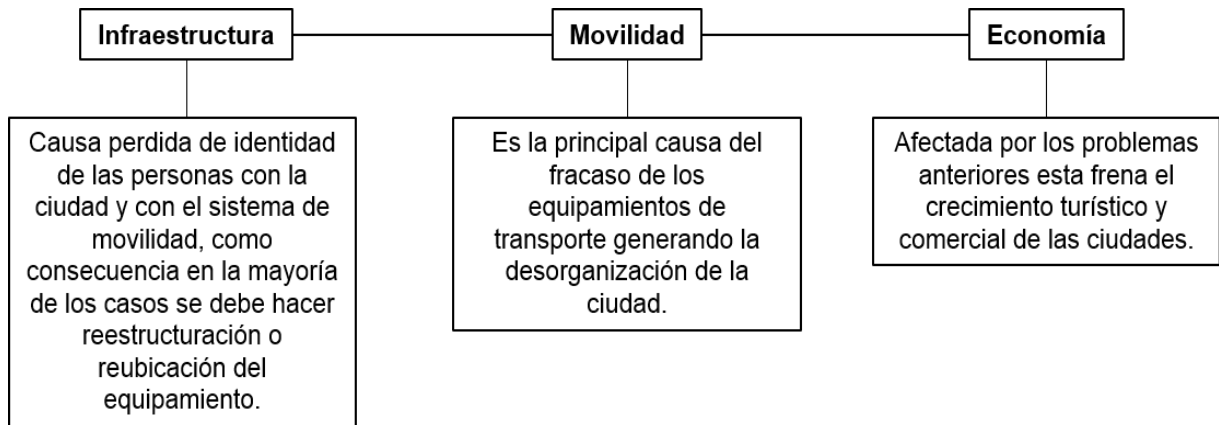 Infraestructura
Movilidad
Economía
Causa perdida de identidad
de las personas con la
ciudad y con el sistema de
movilidad, como
consecuencia en la mayoría
de los casos se debe hacer
reestructuración o
reubicación del
equipamiento.
Es la principal causa del
fracaso de los
equipamientos de
transporte generando la
desorganización de la
ciudad.
Afectada por los problemas
anteriores esta frena el
crecimiento turístico y
comercial de las ciudades.